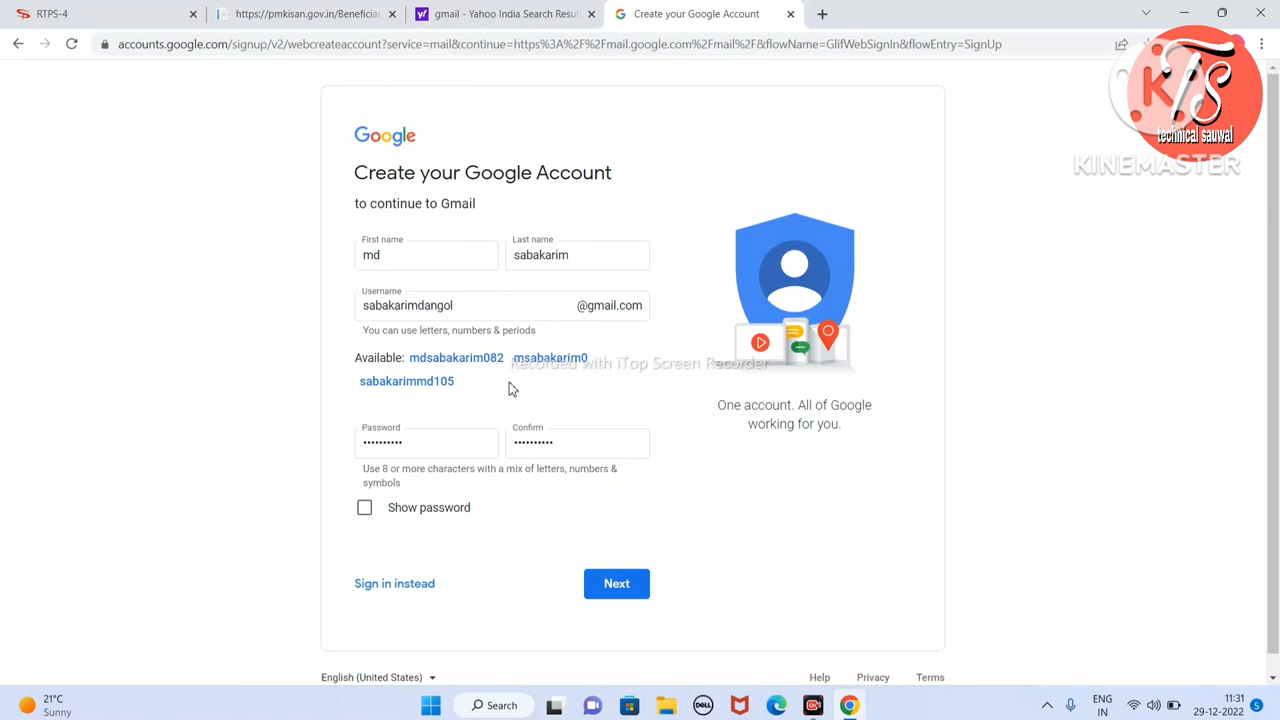 RTPS-4
https://pmkisan.gov.in/Beneficia
gmail - Yahoo India Search Resul
Create your Google Account
accounts.google.com/signup/v2/webcreateaccount?service=mail&continue=https%3A%2F%2Fmail.google.com%2Fmail%2F&flowName=GlifWebSignIn&flowEntry=SignUp
TS
K
technical sauwal
KINEMASTER
Google
Create your Google Account
to continue to Gmail
First name
Last name
md
sabakarim
Username
sabakarimdangol @gmail.com
You can use letters, numbers & periods
Available: mdsabakarim082 msabakarim0
Recorded with iTop Screen Recorder
sabakarimmd105
One account. All of Google
working for you.
Password
Confirm
Use 8 or more characters with a mix of letters, numbers &
symbols
Show password
Sign in instead
Next
English (United States)
Help
Privacy
Terms
21°C
Sunny
Search
DELL
ENG
IN
11:31
29-12-2022
5